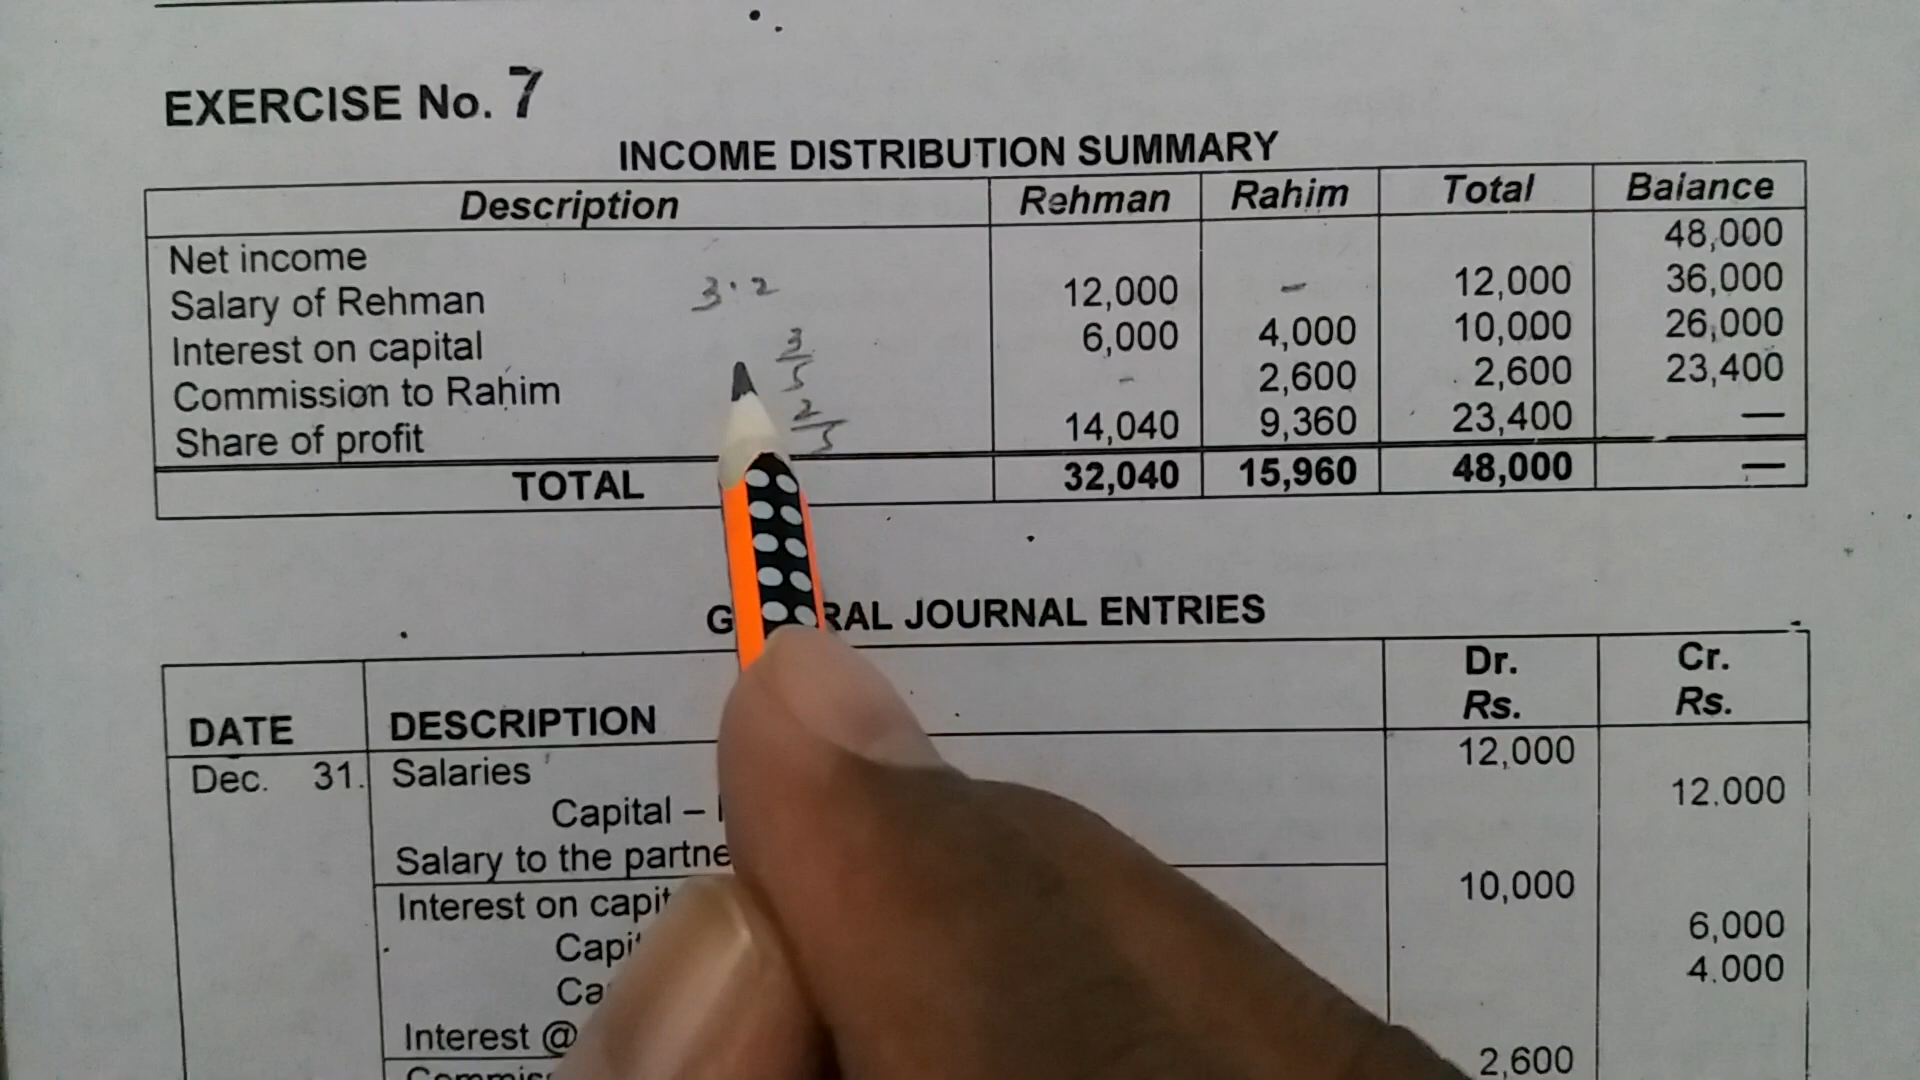 EXERCISE No. 7
INCOME DISTRIBUTION SUMMARY
Description Rehman Rahim Total Balance
Net income 48,000
Salary of Rehman 3:2 12,000 - 12,000 36,000
Interest on capital 3/5 6,000 4,000 10,000 26,000
Commission to Rahim 2/5 - 2,600 2,600 23,400
Share of profit 14,040 9,360 23,400 —
TOTAL 32,040 15,960 48,000 —
JOURNAL ENTRIES
DATE DESCRIPTION Dr. Rs. Cr. Rs.
Dec. 31. Salaries 12,000
Capital – 12.000
Salary to the
Interest on 10,000
6,000
4.000
Interest @
2,600